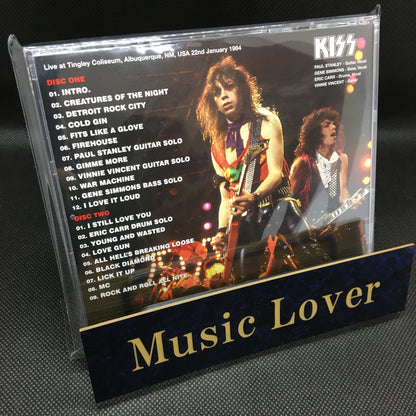 Live at Tingley Coliseum, Albuquerque, NM, USA 22nd January 1984
KISS
PAUL STANLEY - Guitar, Vocal
GENE SIMMONS - Bass, Vocal
ERIC CARR - Drums, Vocal
VINNIE VINCENT - Guitar
DISC ONE
01. INTRO.
02. CREATURES OF THE NIGHT
03. DETROIT ROCK CITY
04. COLD GIN
05. FITS LIKE A GLOVE
06. FIREHOUSE
07. PAUL STANLEY GUITAR SOLO
08. GIMME MORE
09. VINNIE VINCENT GUITAR SOLO
10. WAR MACHINE
11. GENE SIMMONS BASS SOLO
12. I LOVE IT LOUD
DISC TWO
01. I STILL LOVE YOU
02. ERIC CARR DRUM SOLO
03. YOUNG AND WASTED
04. LOVE GUN
05. ALL HELL'S BREAKING LOOSE
06. BLACK DIAMOND
07. LICK IT UP
08. MC
09. ROCK AND ROLL ALL NITE
Music Lover